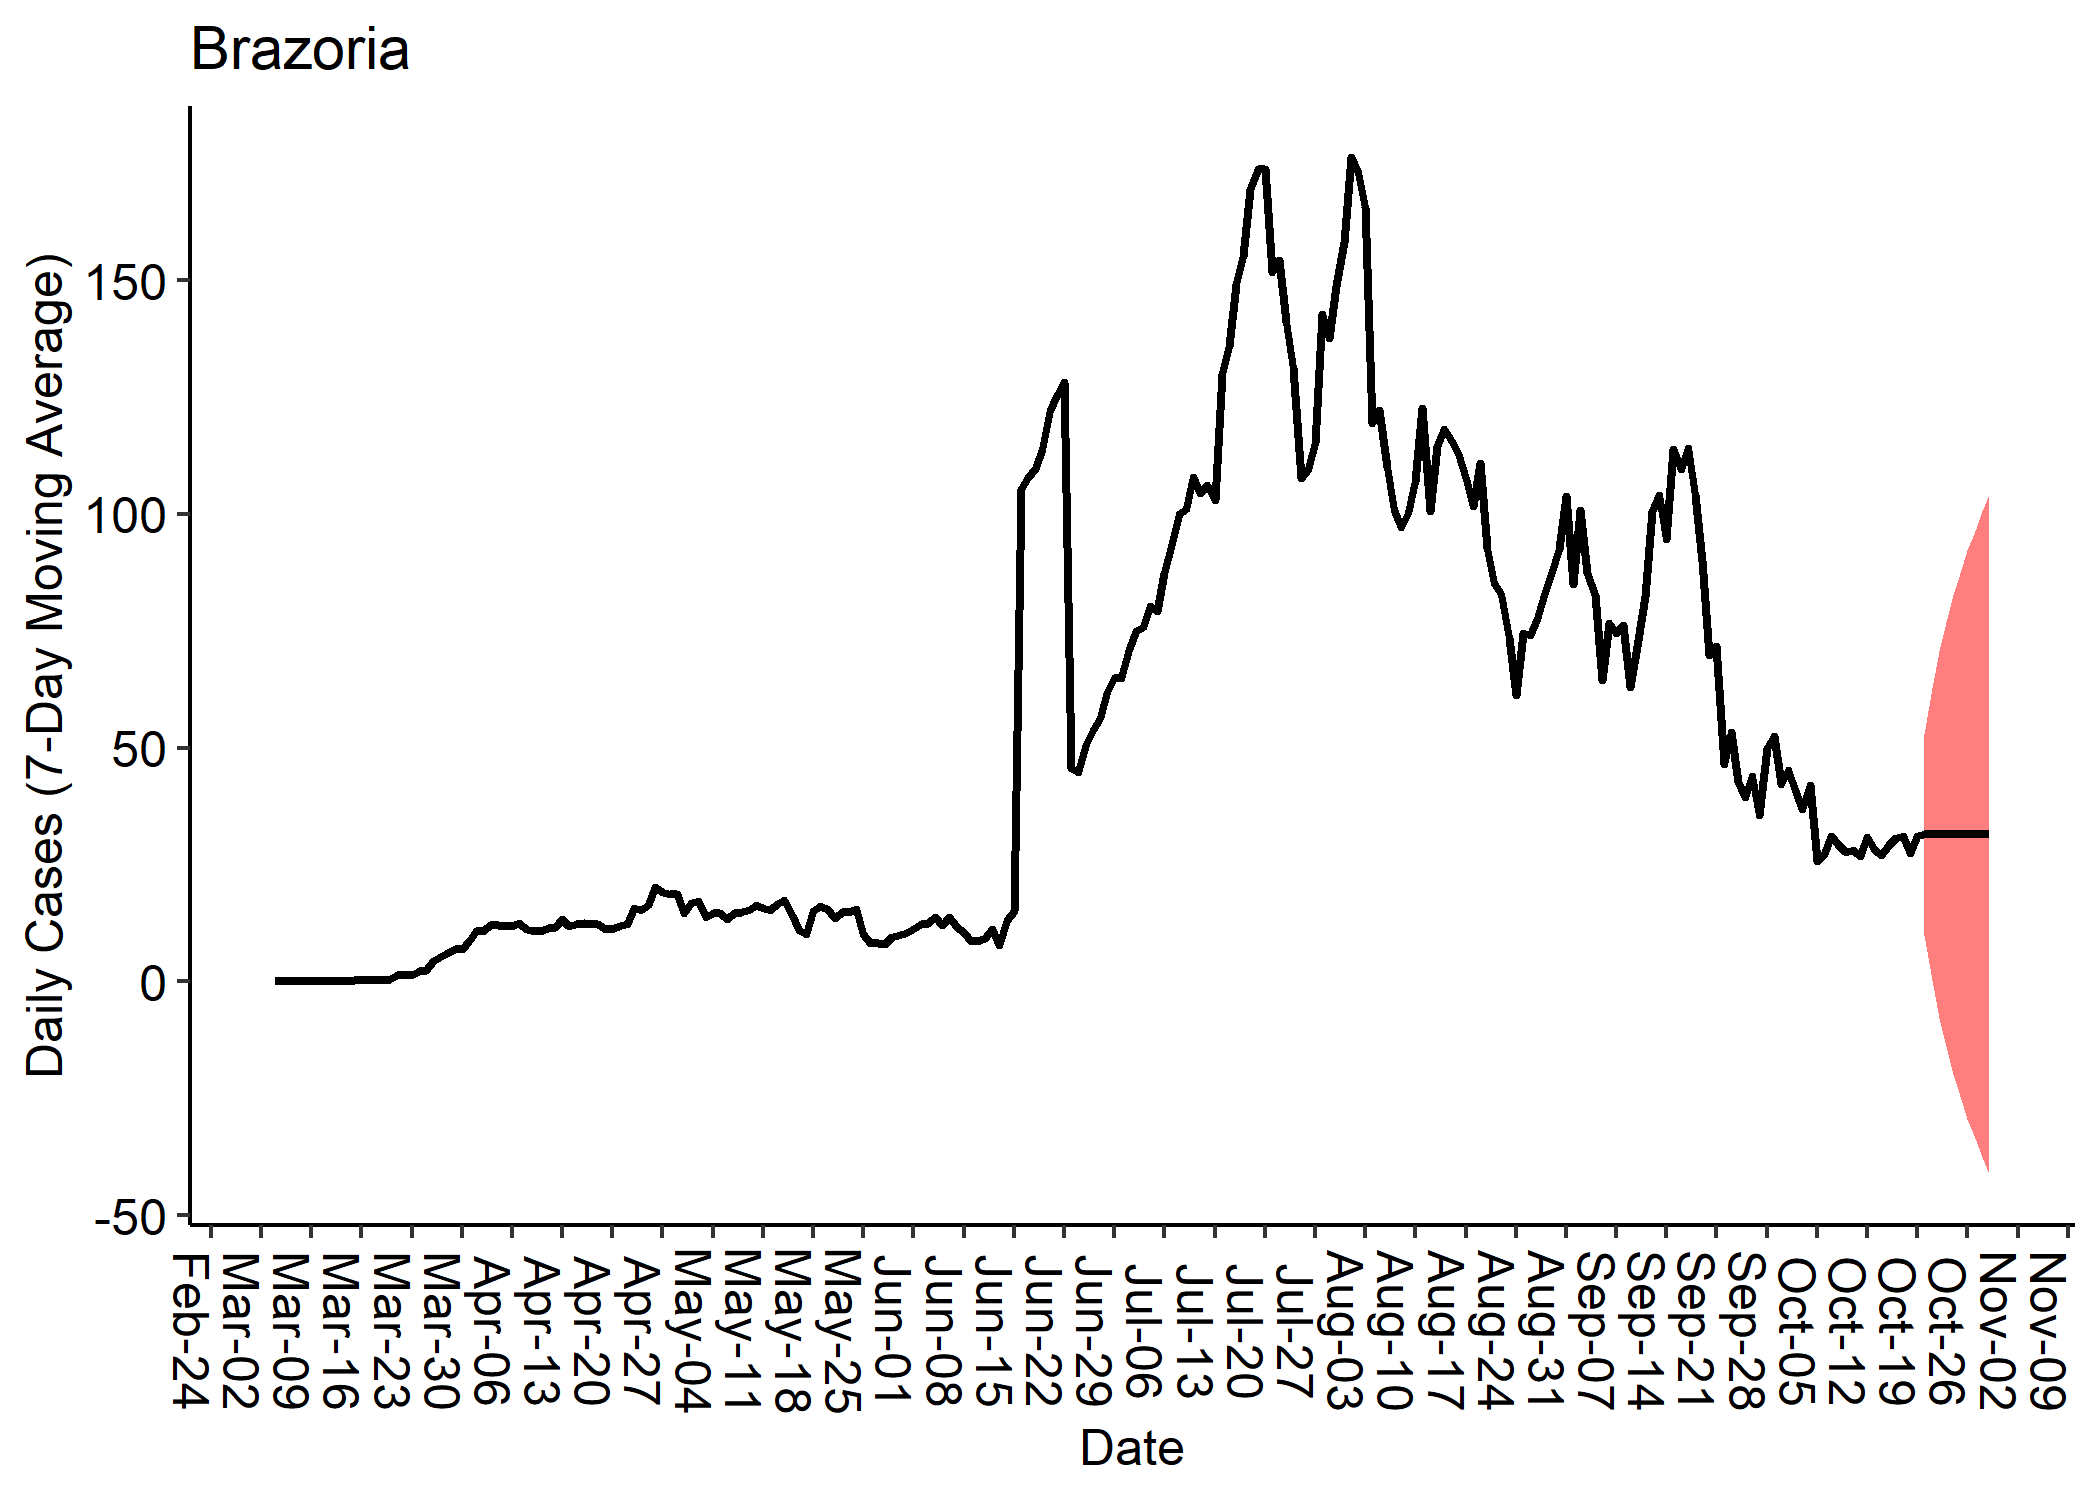 Brazoria
Daily Cases (7-Day Moving Average)
150
100
50
0
-50
Feb-24
Mar-02
Mar-09
Mar-16
Mar-23
Mar-30
Apr-06
Apr-13
Apr-20
Apr-27
May-04
May-11
May-18
May-25
Jun-01
Jun-08
Jun-15
Jun-22
Jun-29
Jul-06
Jul-13
Jul-20
Jul-27
Aug-03
Aug-10
Aug-17
Aug-24
Aug-31
Sep-07
Sep-14
Sep-21
Sep-28
Oct-05
Oct-12
Oct-19
Oct-26
Nov-02
Nov-09
Date